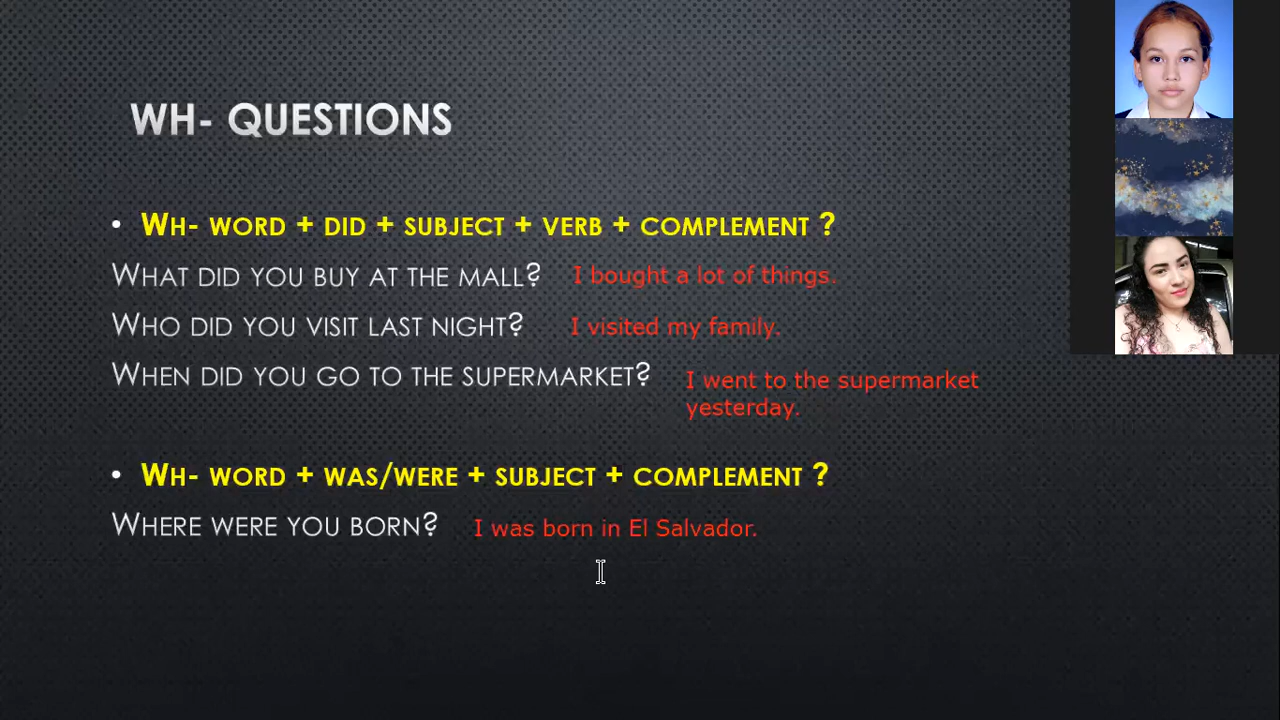 WH- QUESTIONS
• WH- WORD + DID + SUBJECT + VERB + COMPLEMENT ?
WHAT DID YOU BUY AT THE MALL? I bought a lot of things.
WHO DID YOU VISIT LAST NIGHT? I visited my family.
WHEN DID YOU GO TO THE SUPERMARKET? I went to the supermarket
yesterday.
• WH- WORD + WAS/WERE + SUBJECT + COMPLEMENT ?
WHERE WERE YOU BORN? I was born in El Salvador.